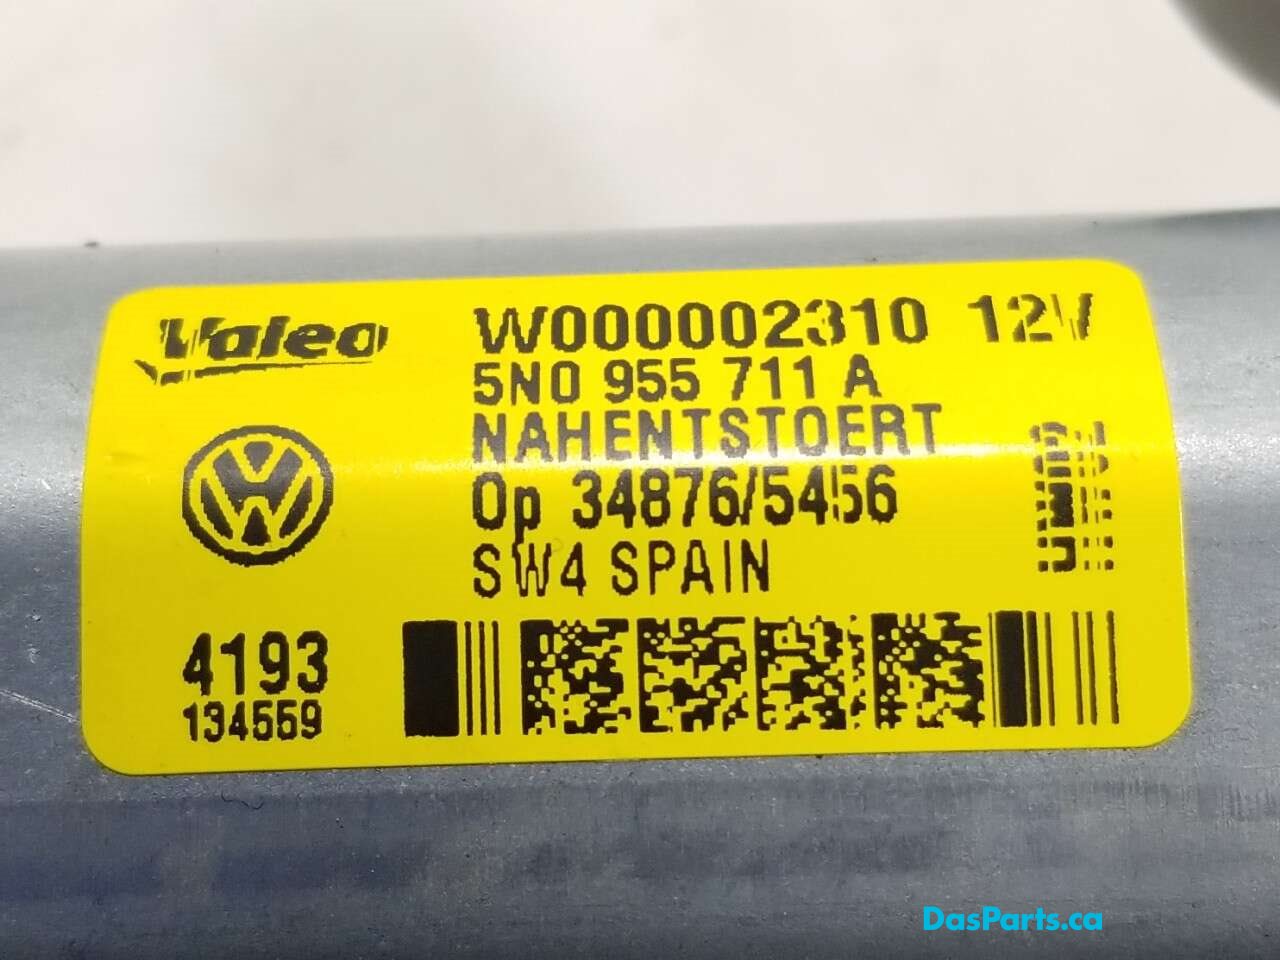 Valeo
W000002310 12V
5N0 955 711 A
NAHENTSTOERT
Op 34876/5456
SW4 SPAIN
4193
134559
DasParts.ca